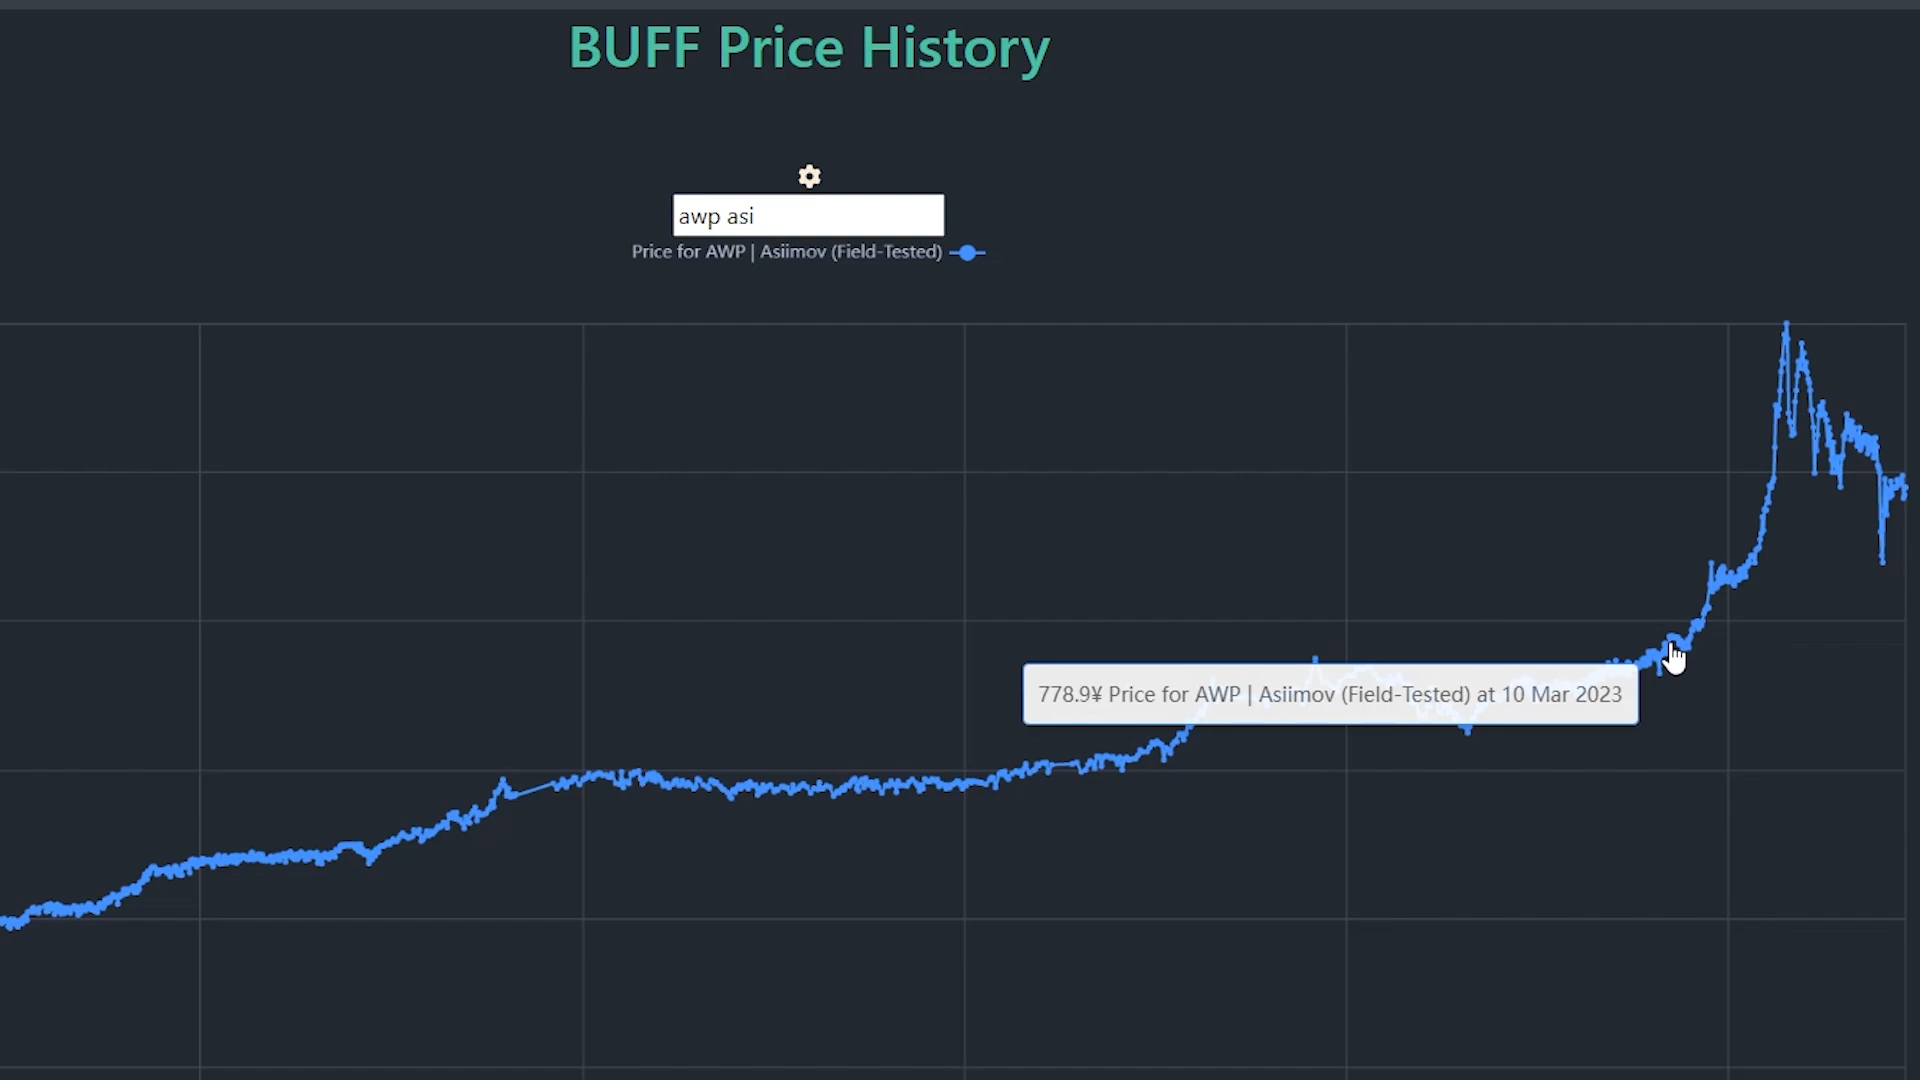 BUFF Price History
awp asi
Price for AWP | Asiimov (Field-Tested)
778.9¥ Price for AWP | Asiimov (Field-Tested) at 10 Mar 2023